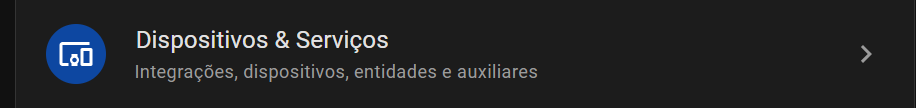 Dispositivos & Serviços
Integrações, dispositivos, entidades e auxiliares